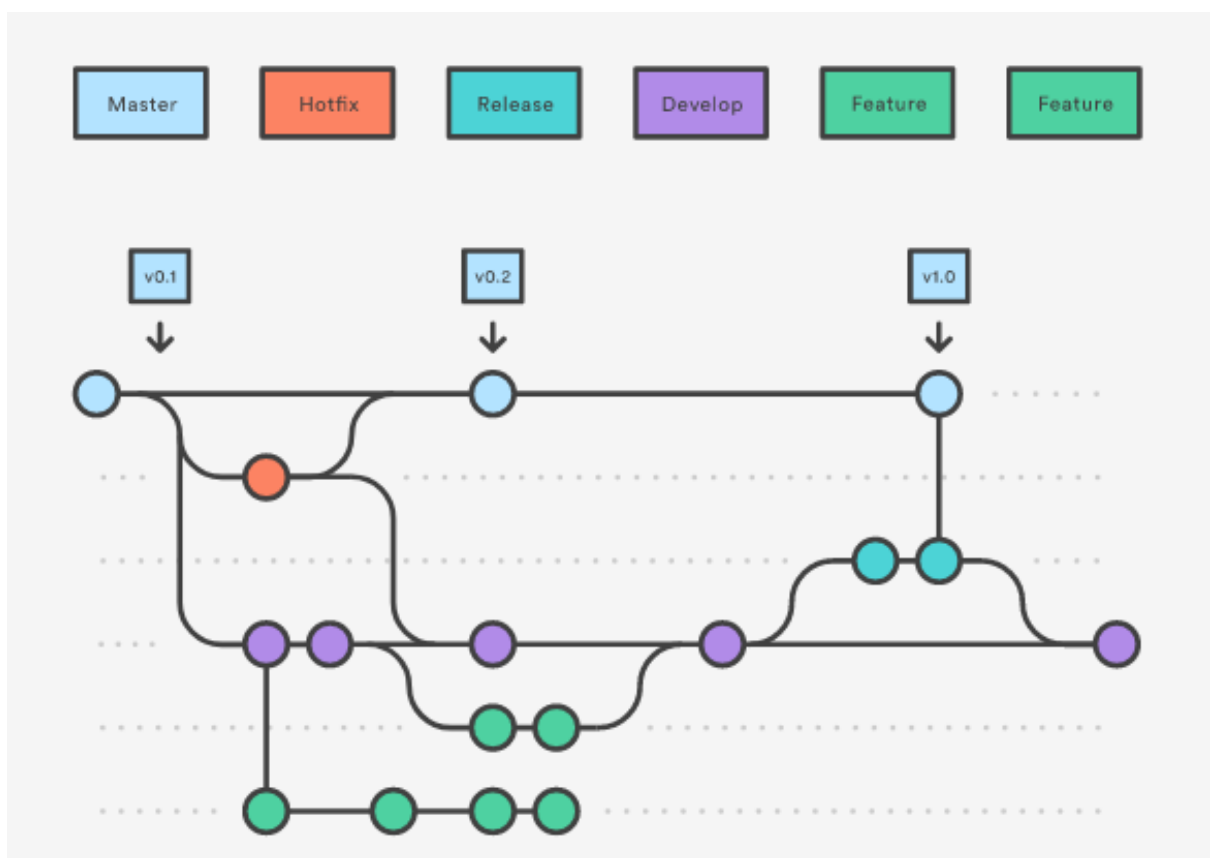 Master
Hotfix
Release
Develop
Feature
Feature
v0.1
v0.2
v1.0